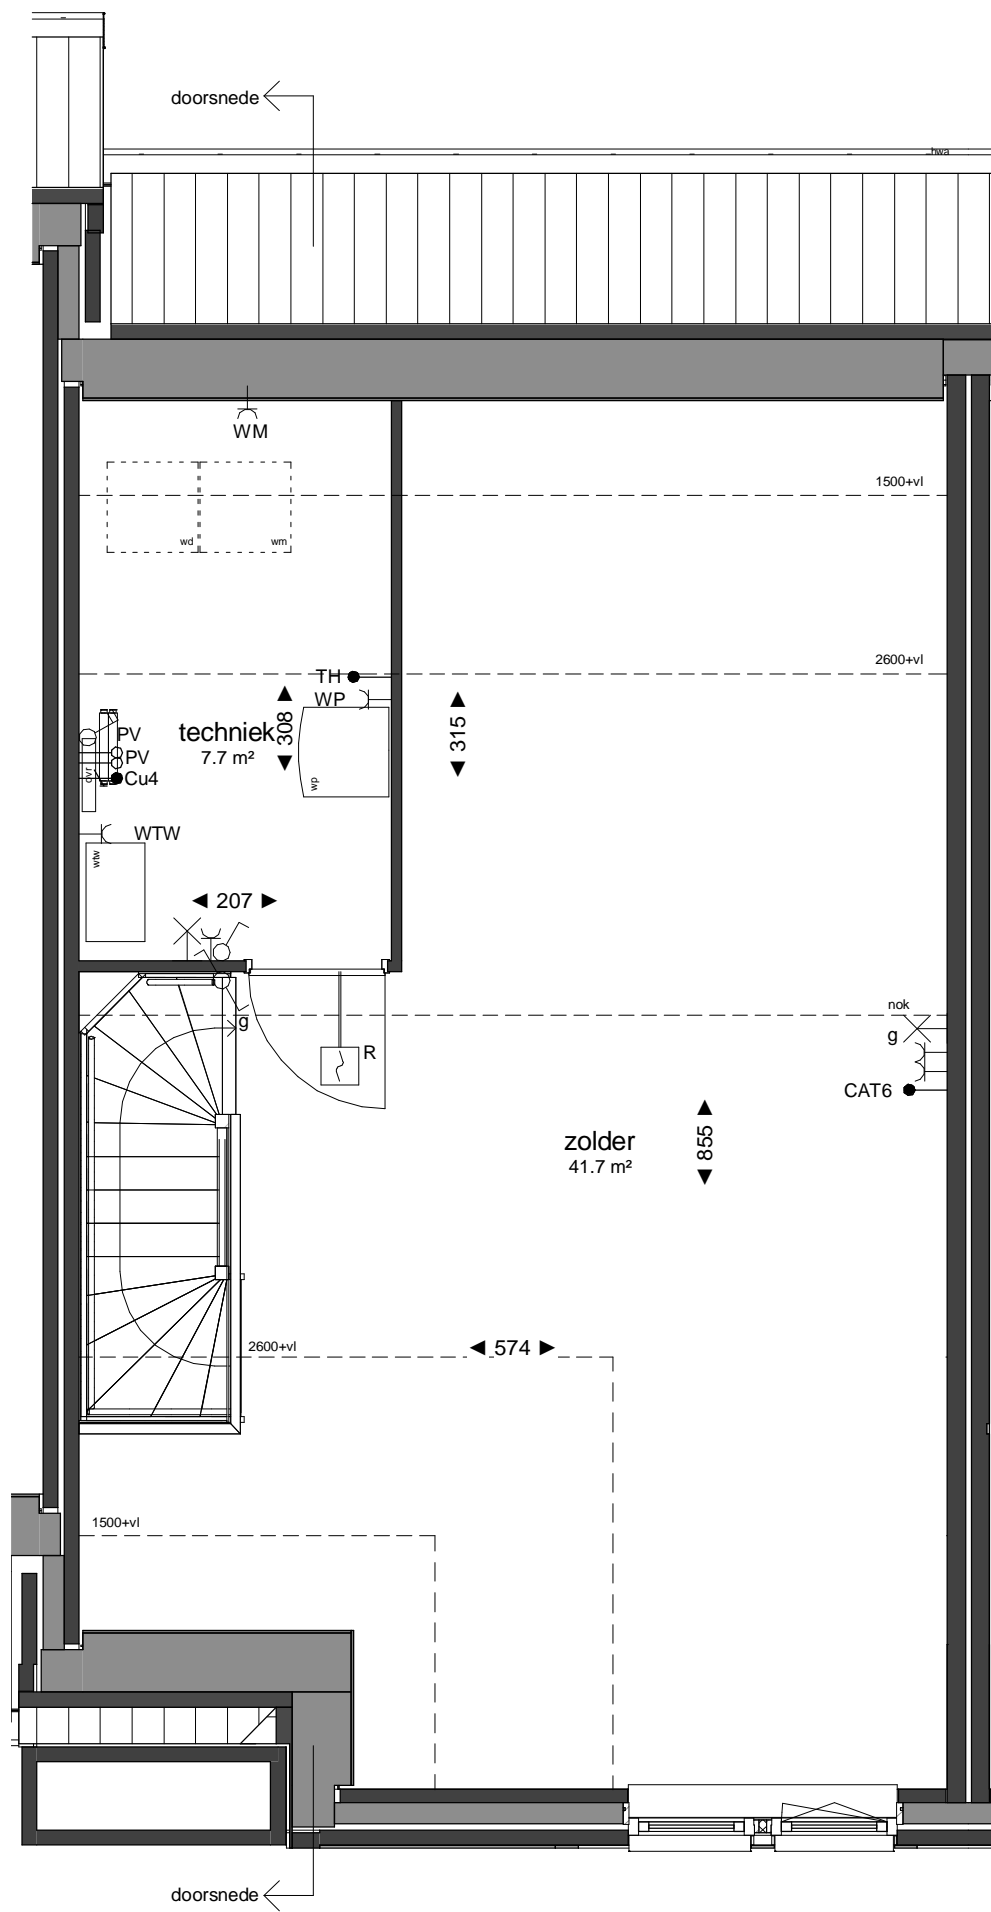 doorsnede
hwa
WM
1500+vl
wd
wm
2600+vl
TH
WP
PV
techniek
7.7 m²
308
315
PV
Cu4
ovr
wp
WTW
wtw
207
nok
g
g
R
CAT6
zolder
41.7 m²
855
2600+vl
574
1500+vl
doorsnede